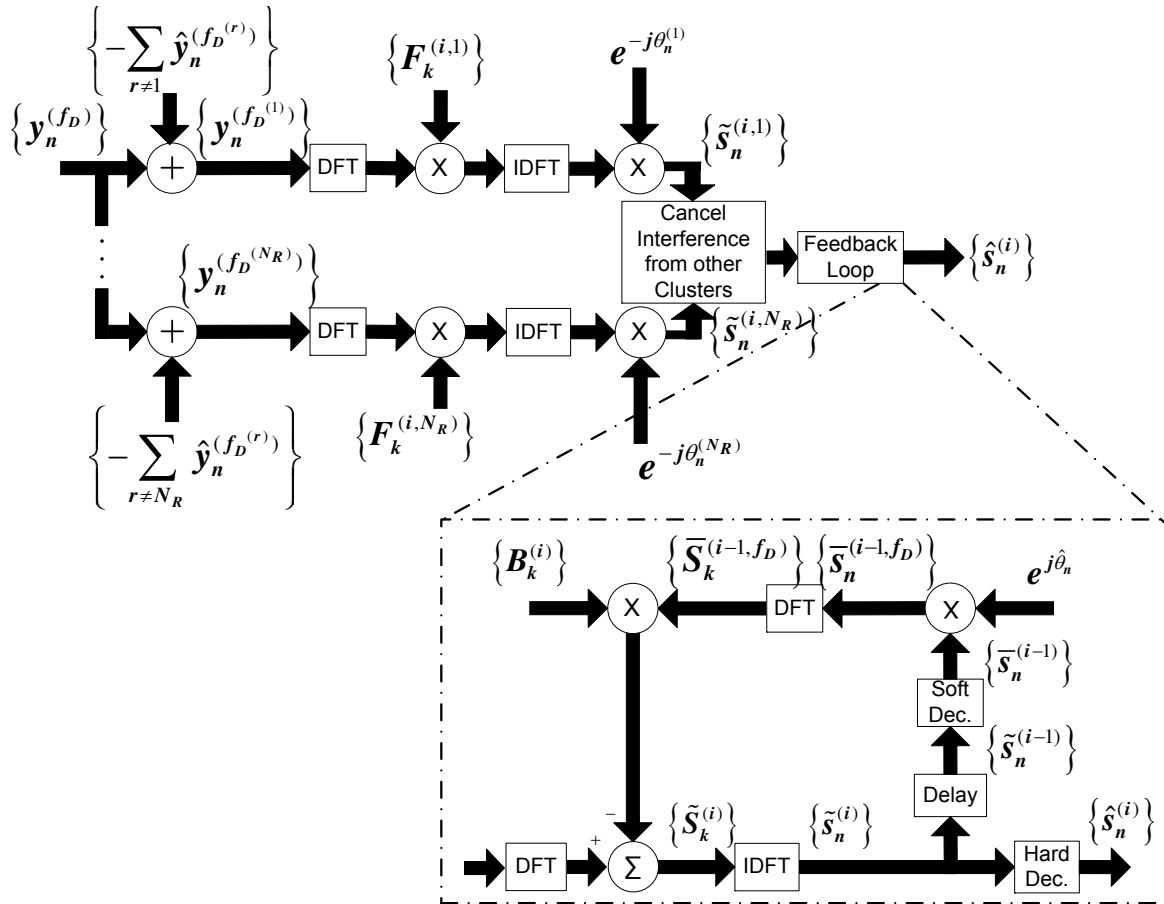 {-∑_{r≠1} ŷ_n^{(f_D^{(r)})}}
{F_k^{(i,1)}}
e^{-jθ_n^{(1)}}
{y_n^{(f_D)}}
{y_n^{(f_D^{(1)})}}
{s̃_n^{(i,1)}}
+
DFT
X
IDFT
X
Cancel
Interference
from other
Clusters
Feedback
Loop
{ŝ_n^{(i)}}
{y_n^{(f_D^{(N_R)})}}
+
DFT
X
IDFT
X
{s̃_n^{(i,N_R)}}
{-∑_{r≠N_R} ŷ_n^{(f_D^{(r)})}}
{F_k^{(i,N_R)}}
e^{-jθ_n^{(N_R)}}
{B_k^{(i)}}
{S̅_k^{(i-1,f_D)}}
{s̅_n^{(i-1,f_D)}}
e^{jθ̂_n}
X
DFT
X
{s̅_n^{(i-1)}}
Soft
Dec.
{s̃_n^{(i-1)}}
Delay
-
+
DFT
Σ
{S̃_k^{(i)}}
IDFT
{s̃_n^{(i)}}
Hard
Dec.
{ŝ_n^{(i)}}